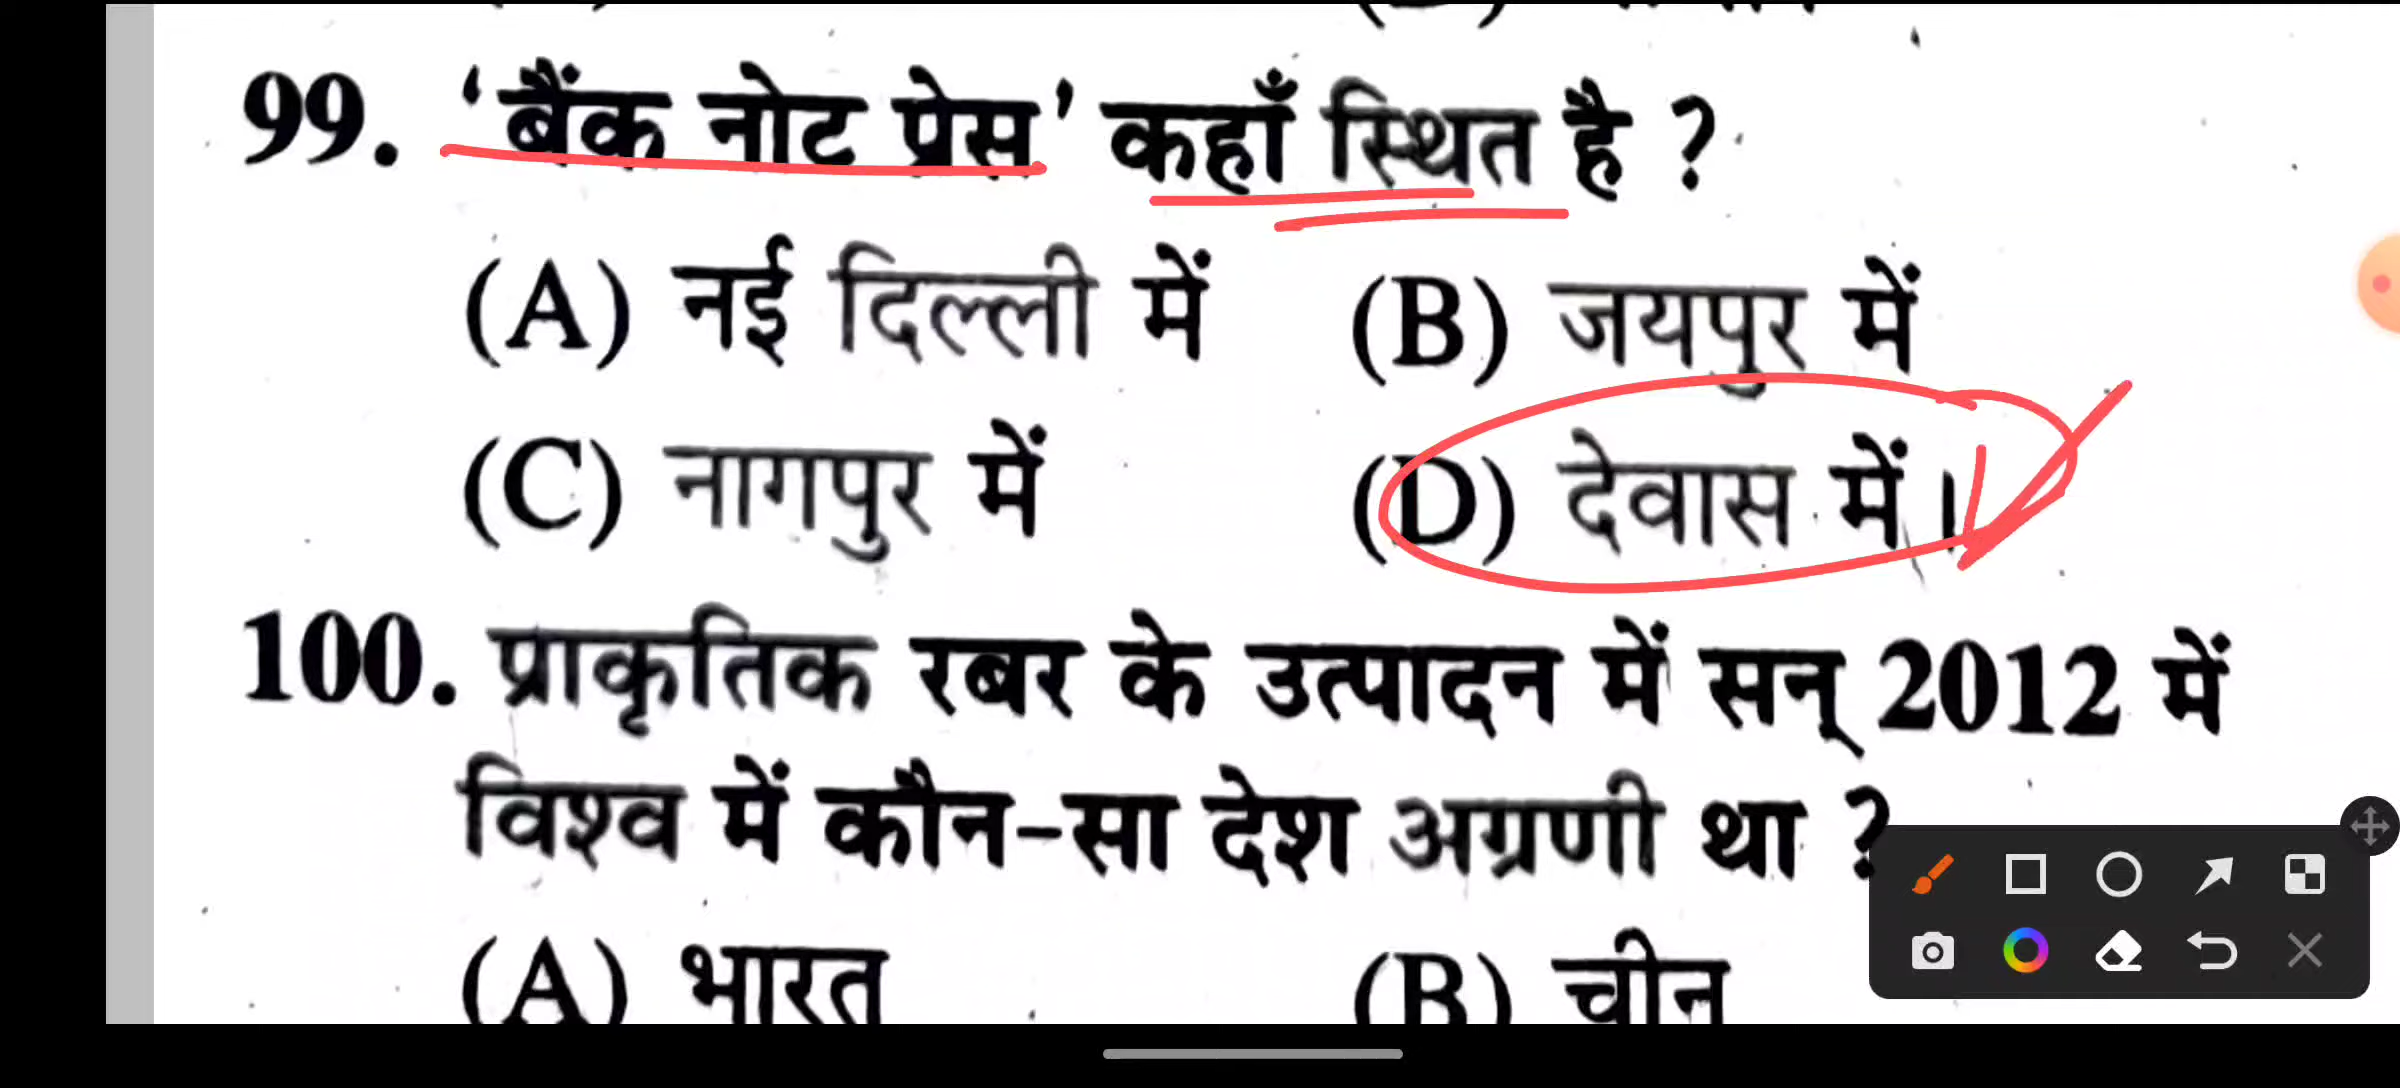 99. ‘बैंक नोट प्रेस’ कहाँ स्थित है ?
(A) नई दिल्ली में (B) जयपुर में
(C) नागपुर में (D) देवास में।
100. प्राकृतिक रबर के उत्पादन में सन् 2012 में
विश्व में कौन-सा देश अग्रणी था ?
(A) भारत (B) चीन